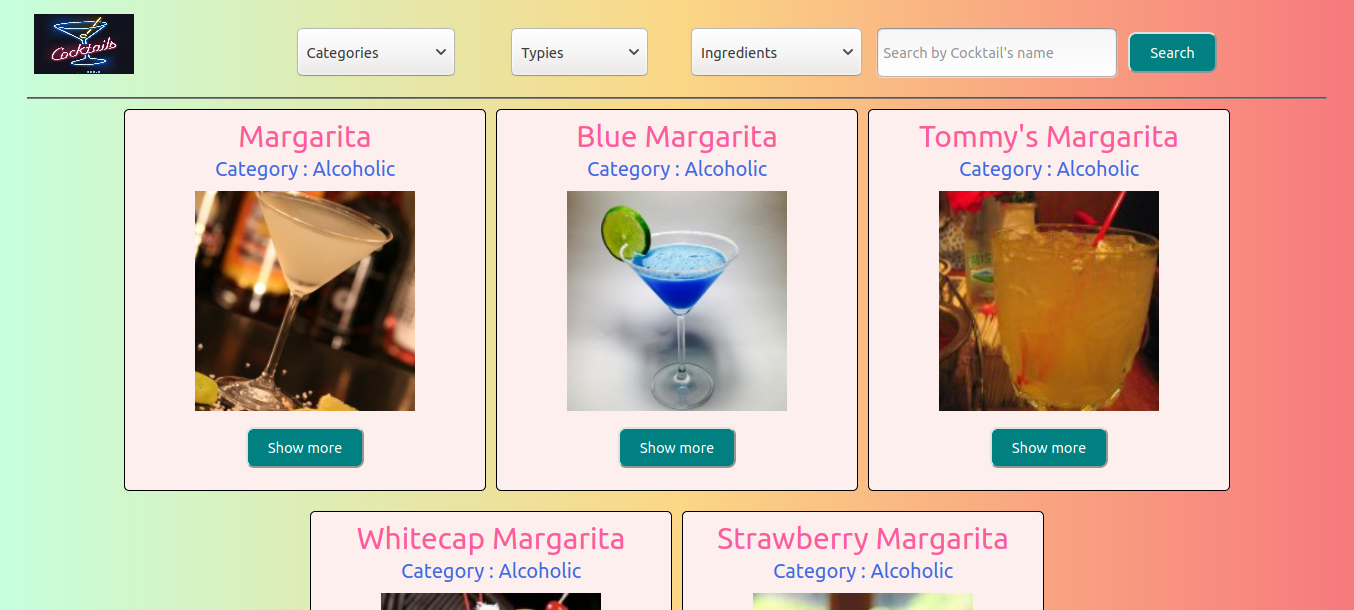 Cocktails
Categories
Typies
Ingredients
Search by Cocktail's name
Search
Margarita
Category : Alcoholic
Show more
Blue Margarita
Category : Alcoholic
Show more
Tommy's Margarita
Category : Alcoholic
Show more
Whitecap Margarita
Category : Alcoholic
Strawberry Margarita
Category : Alcoholic